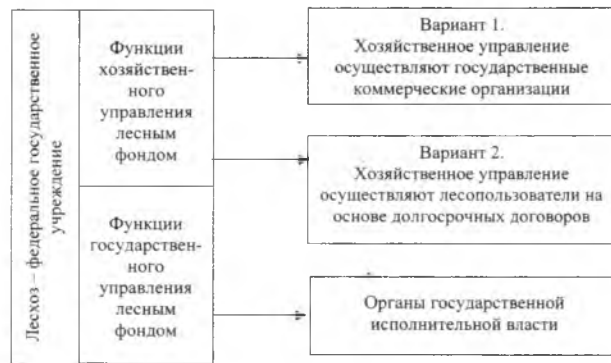 Лесхоз – федеральное государственное
учреждение
Функции
хозяйствен-
ного
управления
лесным
фондом
Функции
государствен-
ного
управления
лесным
фондом
Вариант 1.
Хозяйственное управление
осуществляют государственные
коммерческие организации
Вариант 2.
Хозяйственное управление
осуществляют лесопользователи на
основе долгосрочных договоров
Органы государственной
исполнительной власти